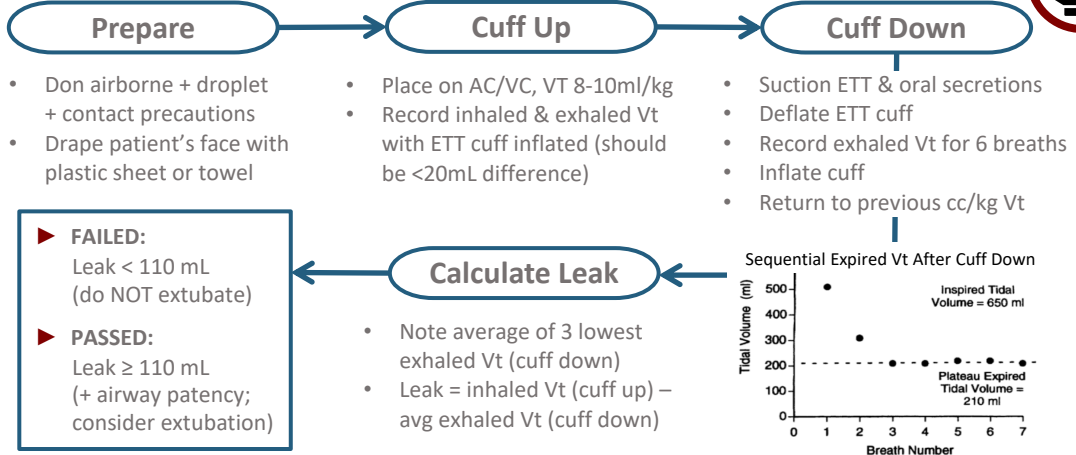 Prepare
Cuff Up
Cuff Down
• Don airborne + droplet
+ contact precautions
• Drape patient's face with
plastic sheet or towel
• Place on AC/VC, VT 8-10ml/kg
• Record inhaled & exhaled Vt
with ETT cuff inflated (should
be <20mL difference)
• Suction ETT & oral secretions
• Deflate ETT cuff
• Record exhaled Vt for 6 breaths
• Inflate cuff
• Return to previous cc/kg Vt
Sequential Expired Vt After Cuff Down
Tidal Volume (ml)
500
400
300
200
100
0
Inspired Tidal
Volume = 650 ml
Plateau Expired
Tidal Volume =
210 ml
0 1 2 3 4 5 6 7
Breath Number
Calculate Leak
• Note average of 3 lowest
exhaled Vt (cuff down)
• Leak = inhaled Vt (cuff up) –
avg exhaled Vt (cuff down)
► FAILED:
Leak < 110 mL
(do NOT extubate)
► PASSED:
Leak ≥ 110 mL
(+ airway patency;
consider extubation)